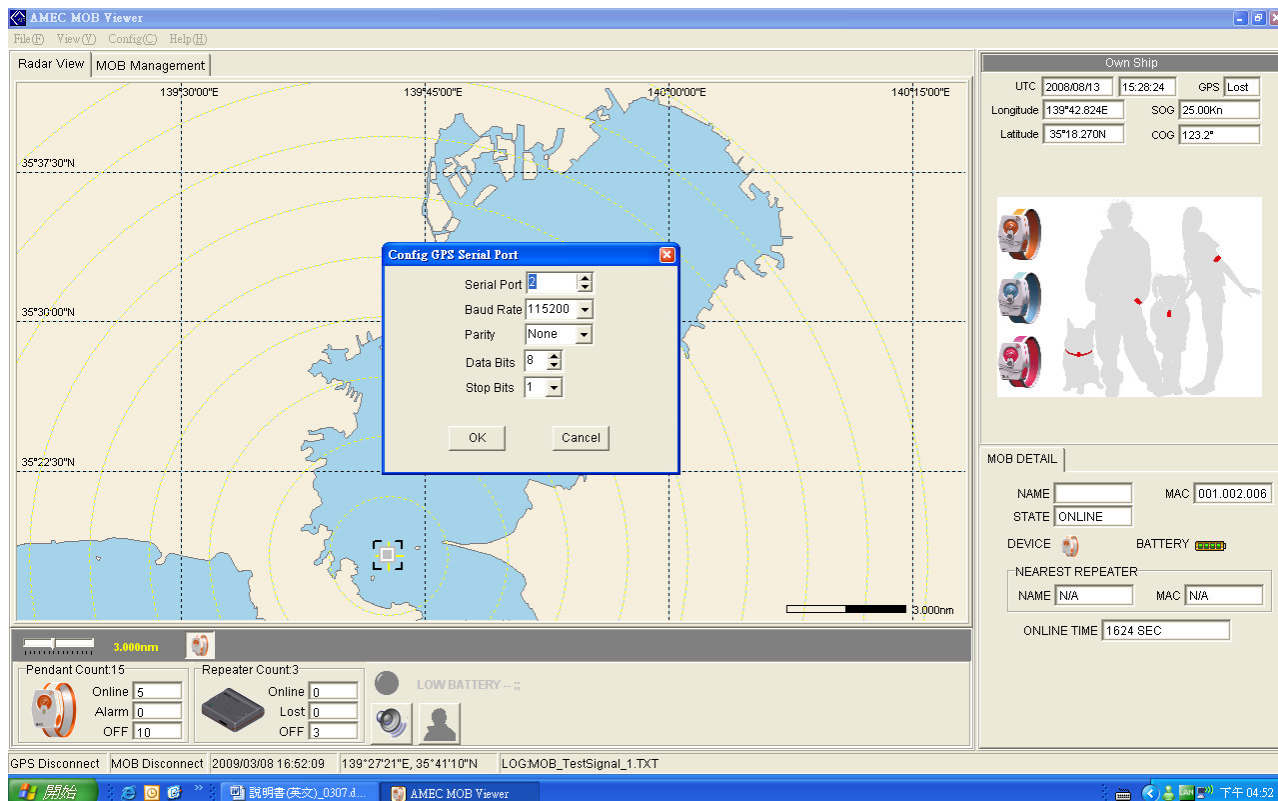 AMEC MOB Viewer
File(F) View(V) Config(C) Help(H)
Radar View MOB Management
139°30'00"E 139°45'00"E 140°00'00"E 140°15'00"E
35°37'30"N
35°30'00"N
35°22'30"N
3.000nm
Config GPS Serial Port
Serial Port 2
Baud Rate 115200
Parity None
Data Bits 8
Stop Bits 1
OK Cancel
Own Ship
UTC 2008/08/13 15:28:24 GPS Lost
Longitude 139°42.824E SOG 25.00Kn
Latitude 35°18.270N COG 123.2°
MOB DETAIL
NAME MAC 001.002.006
STATE ONLINE
DEVICE BATTERY
NEAREST REPEATER
NAME N/A MAC N/A
ONLINE TIME 1624 SEC
3.000nm
Pendant Count:15
Online 5
Alarm 0
OFF 10
Repeater Count:3
Online 0
Lost 0
OFF 3
LOW BATTERY -- ;;
GPS Disconnect MOB Disconnect 2009/03/08 16:52:09 139°27'21"E, 35°41'10"N LOG:MOB_TestSignal_1.TXT
開始 » 説明書(英文)_0307.d... AMEC MOB Viewer LAN 下午 04:52